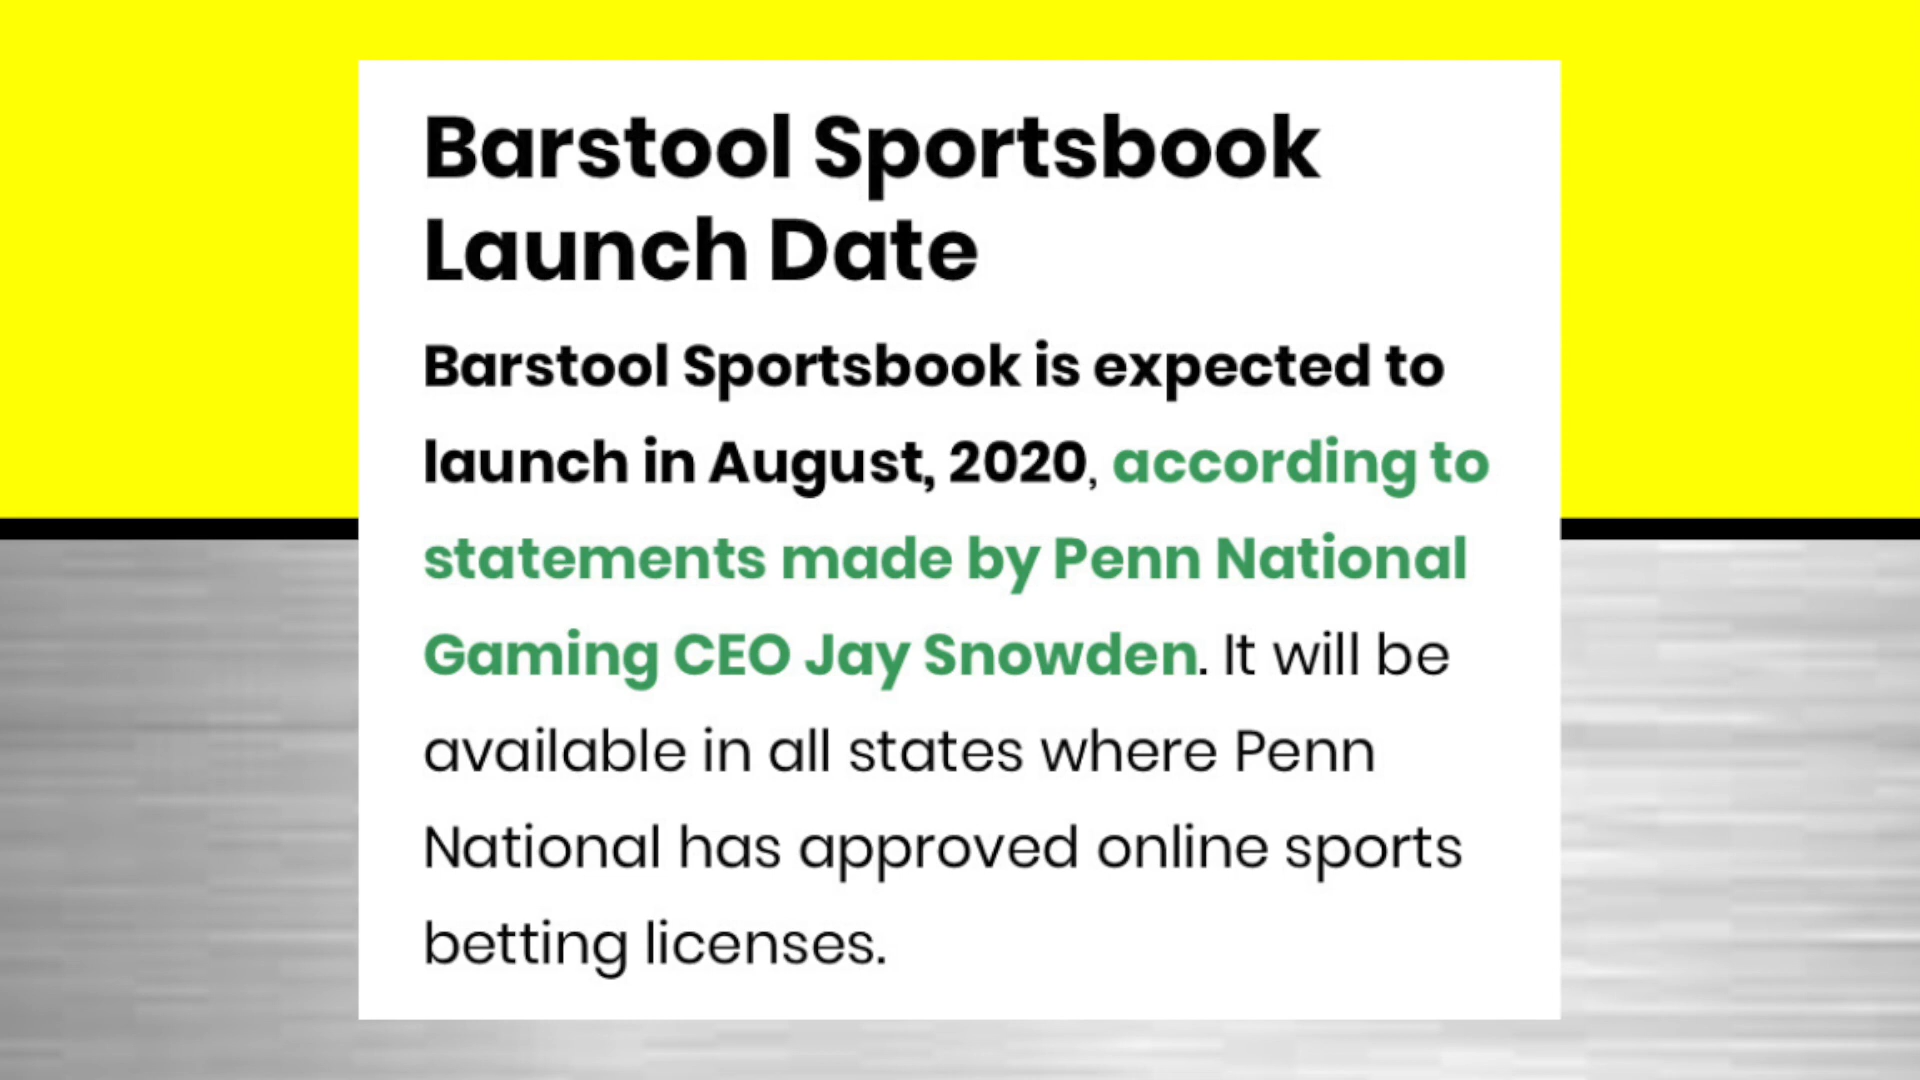 Barstool Sportsbook
Launch Date
Barstool Sportsbook is expected to
launch in August, 2020, according to
statements made by Penn National
Gaming CEO Jay Snowden. It will be
available in all states where Penn
National has approved online sports
betting licenses.